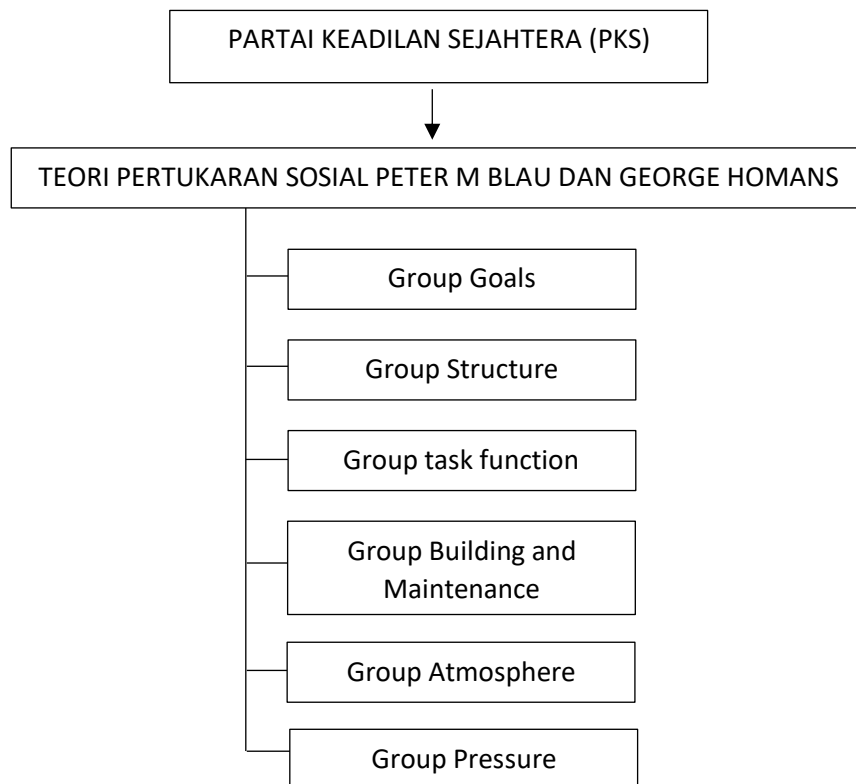 PARTAI KEADILAN SEJAHTERA (PKS)
TEORI PERTUKARAN SOSIAL PETER M BLAU DAN GEORGE HOMANS
Group Goals
Group Structure
Group task function
Group Building and
Maintenance
Group Atmosphere
Group Pressure